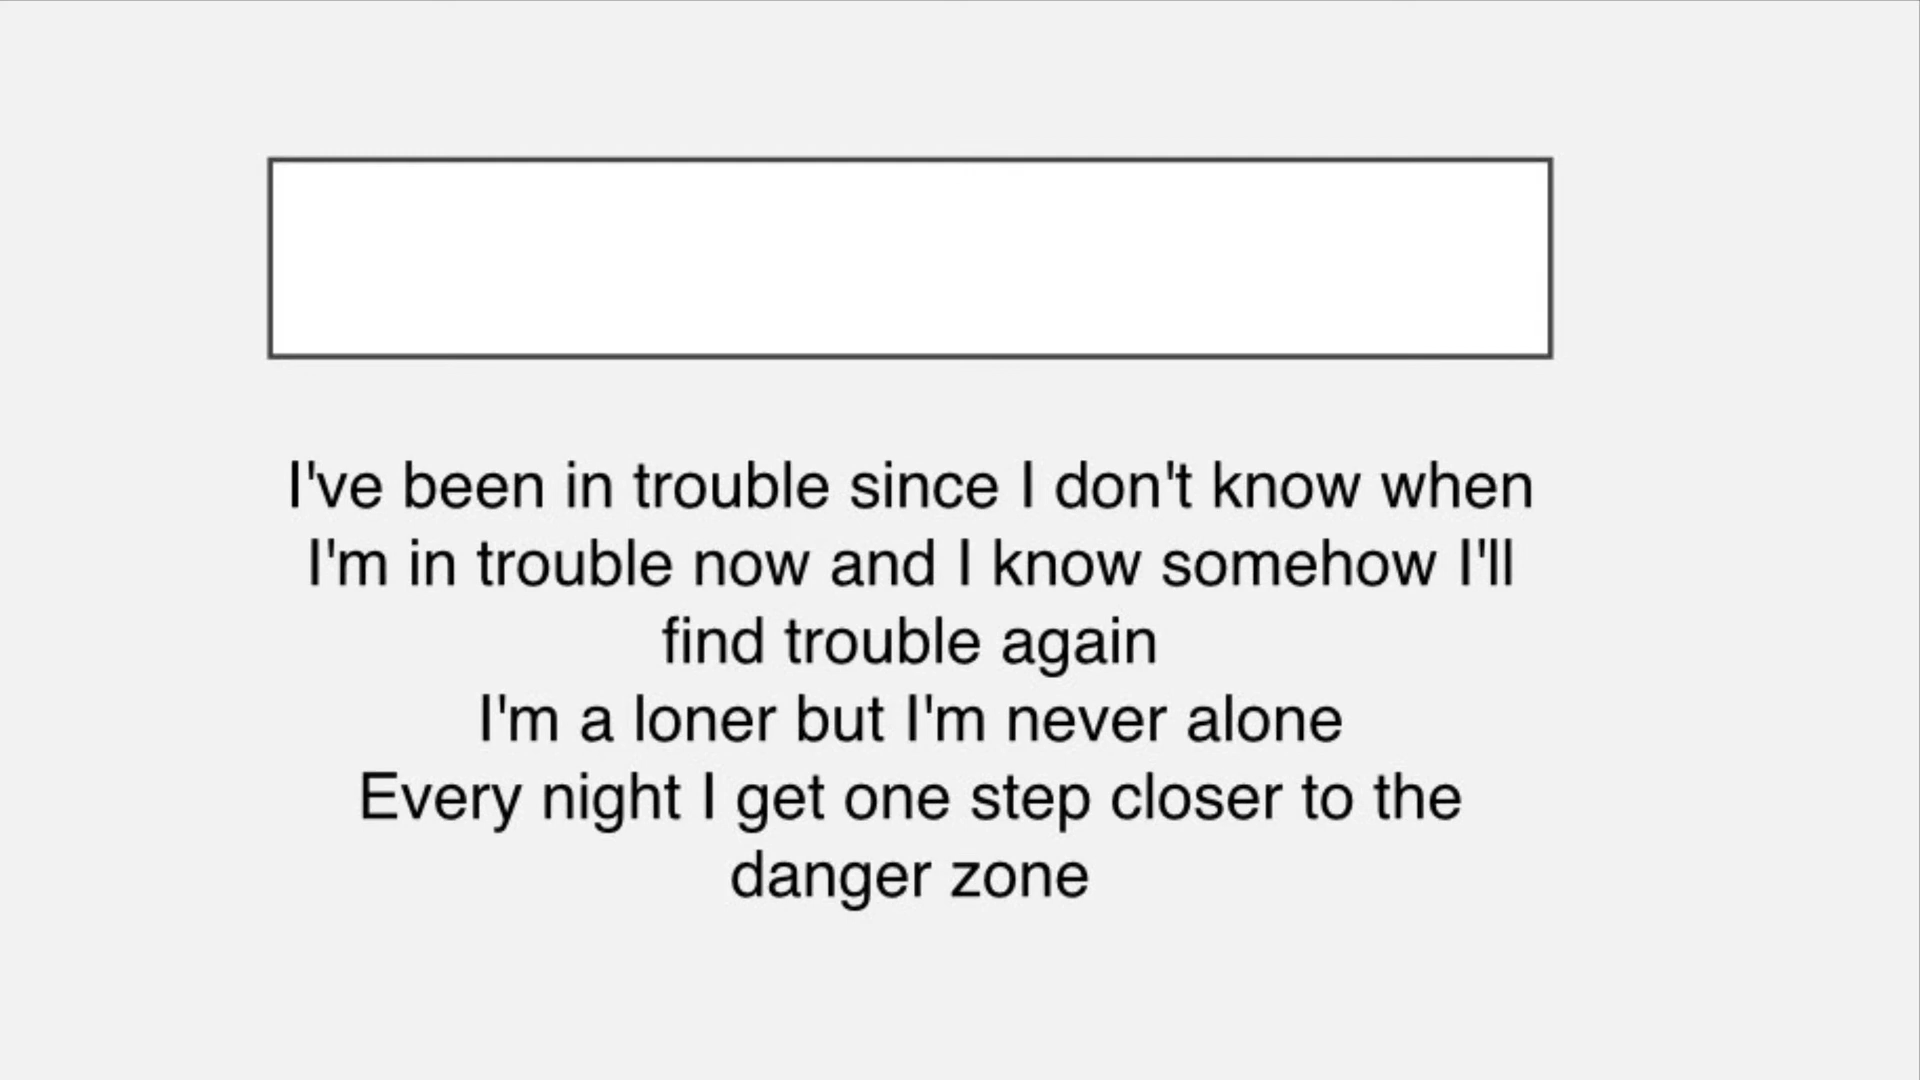 I've been in trouble since I don't know when
I'm in trouble now and I know somehow I'll
find trouble again
I'm a loner but I'm never alone
Every night I get one step closer to the
danger zone